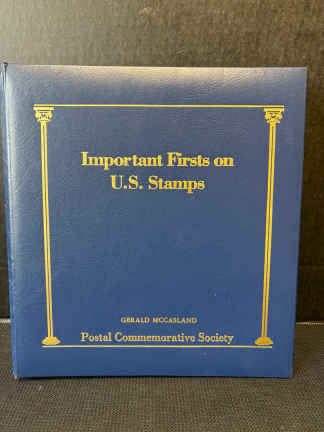 Important Firsts on
U.S. Stamps
GERALD MCCASLAND
Postal Commemorative Society